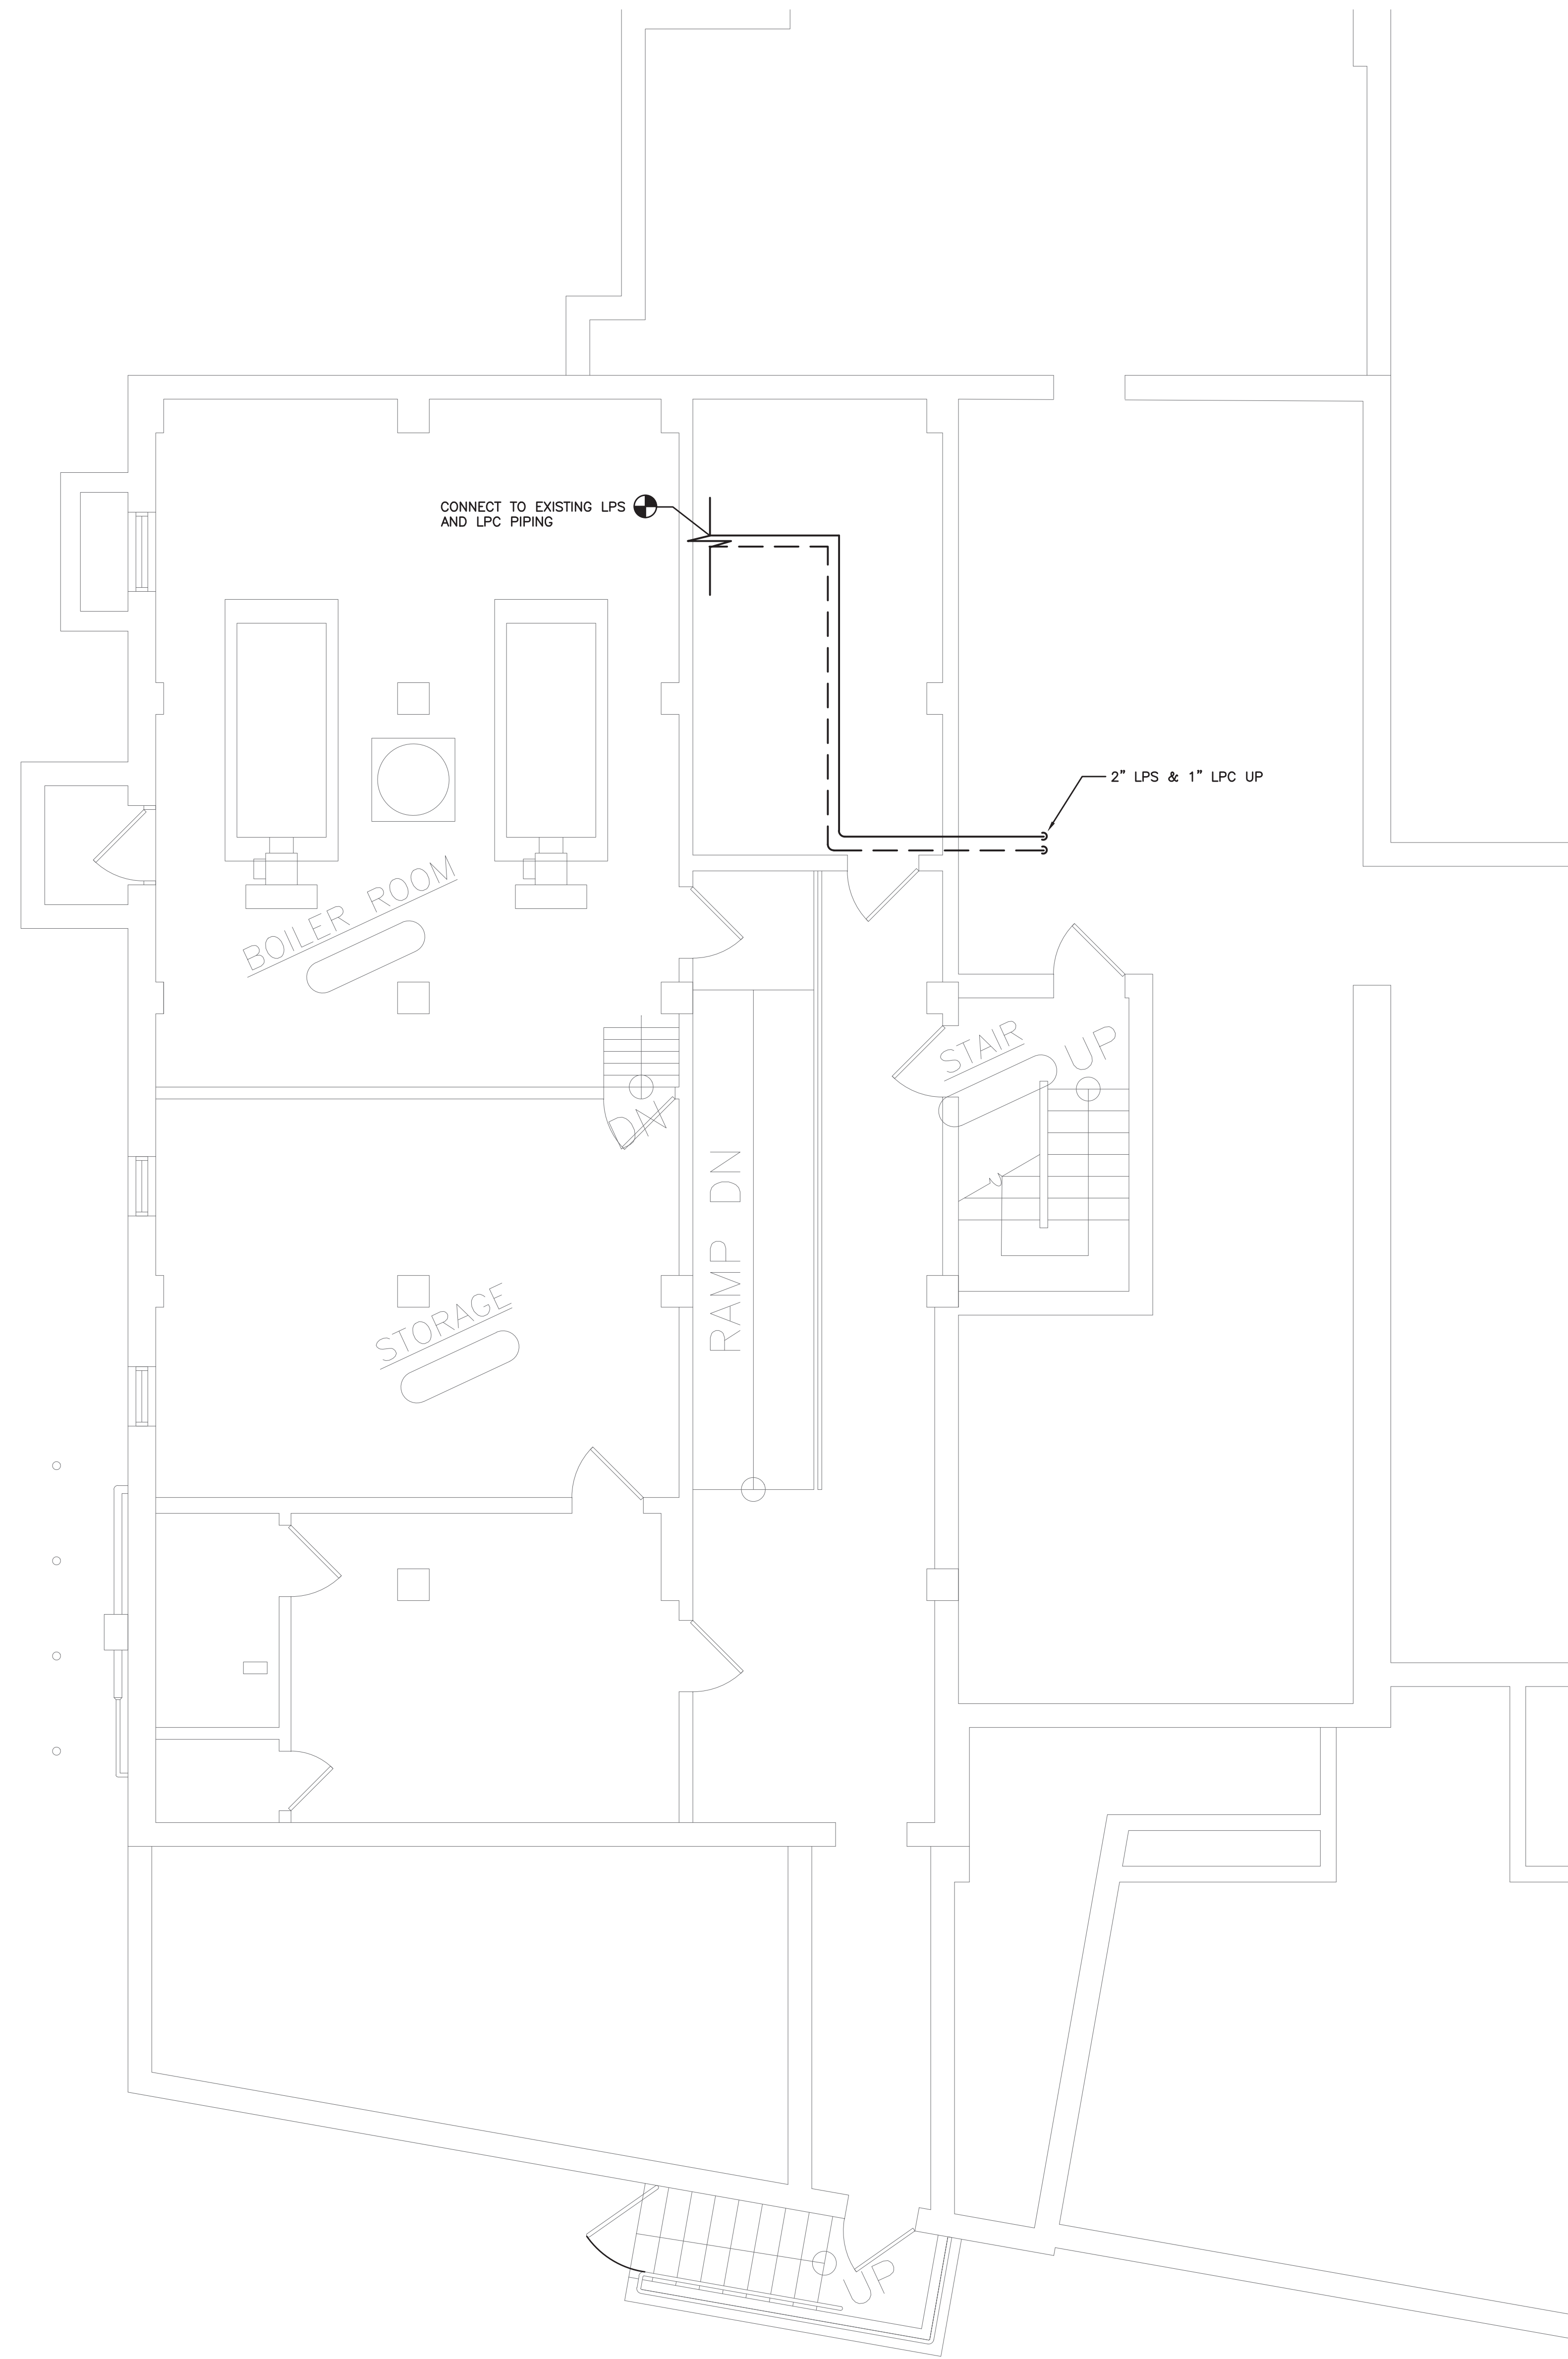 CONNECT TO EXISTING LPS
AND LPC PIPING
2" LPS & 1" LPC UP
BOILER ROOM
STAIR
UP
DN
RAMP DN
STORAGE
UP